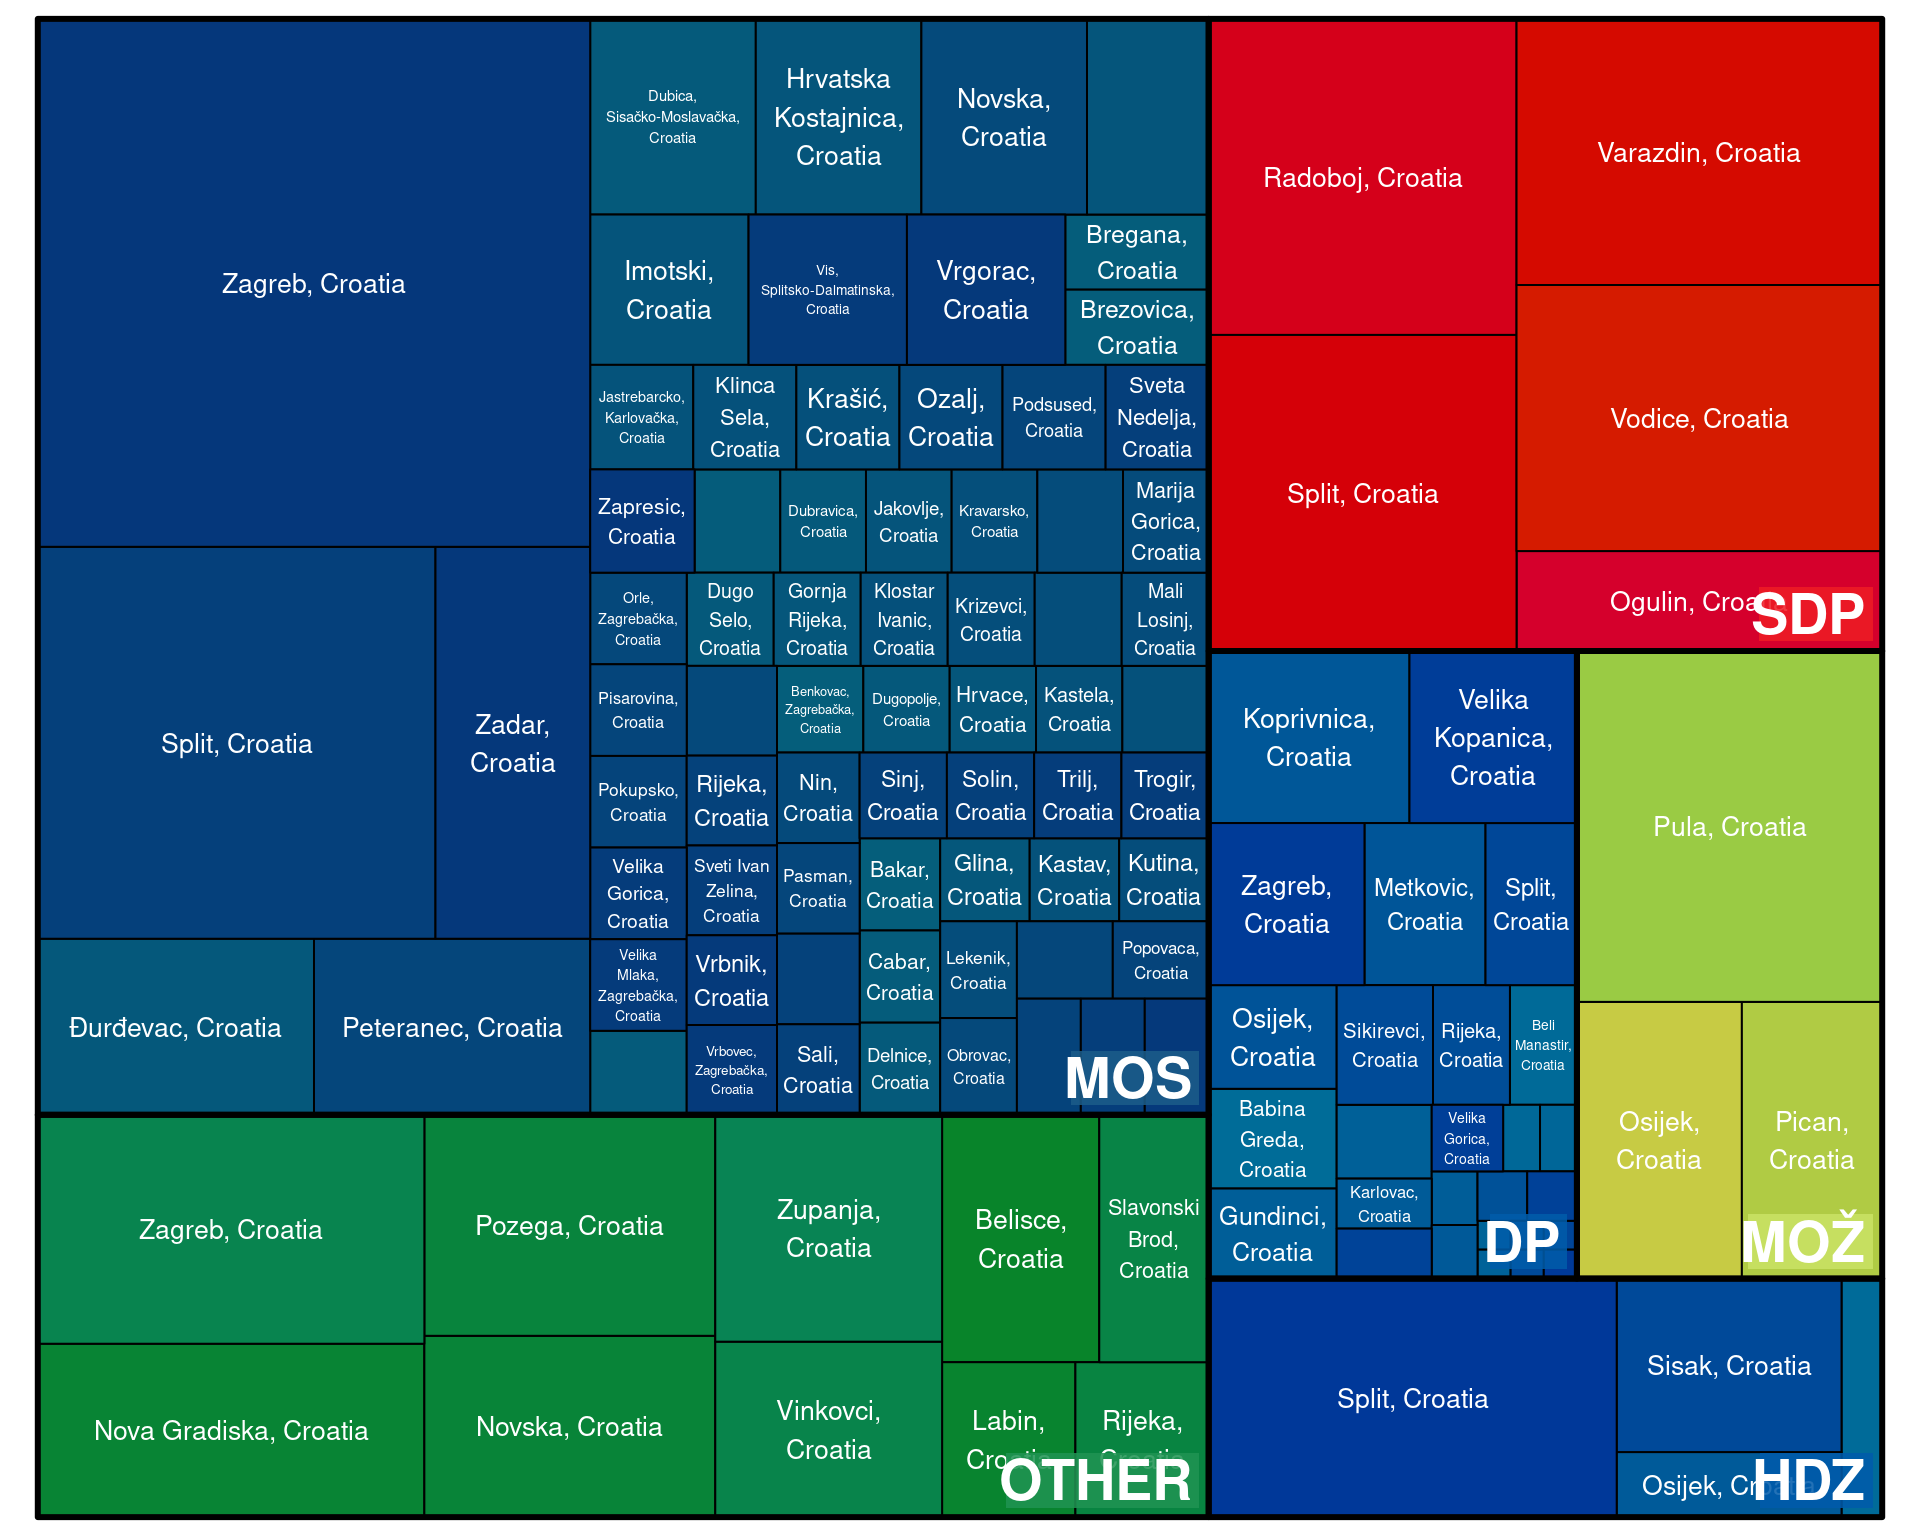 Zagreb, Croatia
Split, Croatia
Zadar,
Croatia
Đurđevac, Croatia
Peteranec, Croatia
Dubica,
Sisačko-Moslavačka,
Croatia
Hrvatska
Kostajnica,
Croatia
Novska,
Croatia
Imotski,
Croatia
Vis,
Splitsko-Dalmatinska,
Croatia
Vrgorac,
Croatia
Bregana,
Croatia
Brezovica,
Croatia
Jastrebarcko,
Karlovačka,
Croatia
Klinca
Sela,
Croatia
Krašić,
Croatia
Ozalj,
Croatia
Podsused,
Croatia
Sveta
Nedelja,
Croatia
Zapresic,
Croatia
Dubravica,
Croatia
Jakovlje,
Croatia
Kravarsko,
Croatia
Marija
Gorica,
Croatia
Orle,
Zagrebačka,
Croatia
Dugo
Selo,
Croatia
Gornja
Rijeka,
Croatia
Klostar
Ivanic,
Croatia
Krizevci,
Croatia
Mali
Losinj,
Croatia
Pisarovina,
Croatia
Benkovac,
Zagrebačka,
Croatia
Dugopolje,
Croatia
Hrvace,
Croatia
Kastela,
Croatia
Pokupsko,
Croatia
Rijeka,
Croatia
Nin,
Croatia
Sinj,
Croatia
Solin,
Croatia
Trilj,
Croatia
Trogir,
Croatia
Velika
Gorica,
Croatia
Sveti Ivan
Zelina,
Croatia
Pasman,
Croatia
Bakar,
Croatia
Glina,
Croatia
Kastav,
Croatia
Kutina,
Croatia
Velika
Mlaka,
Zagrebačka,
Croatia
Vrbnik,
Croatia
Cabar,
Croatia
Lekenik,
Croatia
Popovaca,
Croatia
Vrbovec,
Zagrebačka,
Croatia
Sali,
Croatia
Delnice,
Croatia
Obrovac,
Croatia
MOS
Zagreb, Croatia
Nova Gradiska, Croatia
Pozega, Croatia
Novska, Croatia
Zupanja,
Croatia
Vinkovci,
Croatia
Belisce,
Croatia
Slavonski
Brod,
Croatia
Labin,
Croatia
Rijeka,
Croatia
OTHER
Radoboj, Croatia
Split, Croatia
Varazdin, Croatia
Vodice, Croatia
Ogulin, Croatia
SDP
Koprivnica,
Croatia
Velika
Kopanica,
Croatia
Zagreb,
Croatia
Metkovic,
Croatia
Split,
Croatia
Osijek,
Croatia
Sikirevci,
Croatia
Rijeka,
Croatia
Beli
Manastir,
Croatia
Babina
Greda,
Croatia
Velika
Gorica,
Croatia
Gundinci,
Croatia
Karlovac,
Croatia
DP
Pula, Croatia
Osijek,
Croatia
Pican,
Croatia
MOŽ
Split, Croatia
Sisak, Croatia
Osijek, Croatia
HDZ